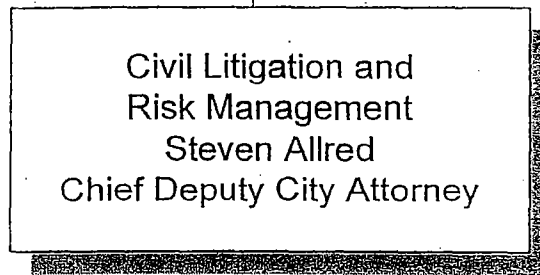 Civil Litigation and
Risk Management
Steven Allred
Chief Deputy City Attorney